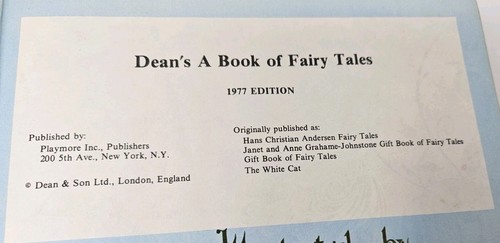 Dean's A Book of Fairy Tales
1977 EDITION
Published by:
Playmore Inc., Publishers
200 5th Ave., New York, N.Y.
© Dean & Son Ltd., London, England
Originally published as:
Hans Christian Andersen Fairy Tales
Janet and Anne Grahame-Johnstone Gift Book of Fairy Tales
Gift Book of Fairy Tales
The White Cat
by